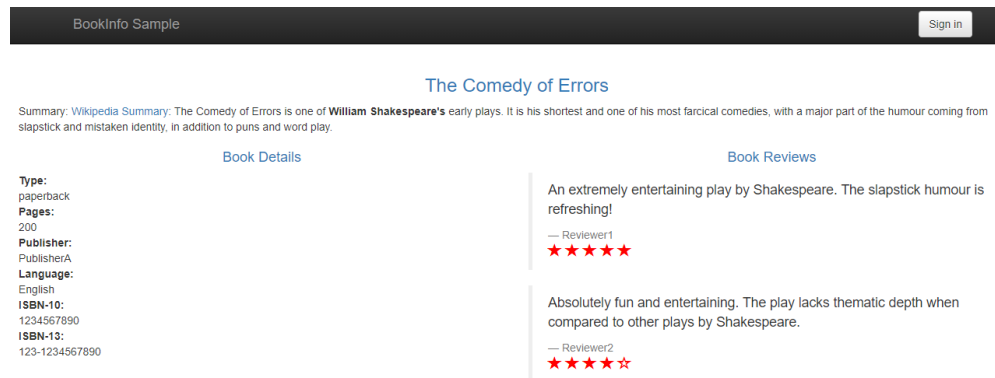 BookInfo Sample
Sign in
The Comedy of Errors
Summary: Wikipedia Summary: The Comedy of Errors is one of William Shakespeare's early plays. It is his shortest and one of his most farcical comedies, with a major part of the humour coming from
slapstick and mistaken identity, in addition to puns and word play.
Book Details
Type:
paperback
Pages:
200
Publisher:
PublisherA
Language:
English
ISBN-10:
1234567890
ISBN-13:
123-1234567890
Book Reviews
An extremely entertaining play by Shakespeare. The slapstick humour is
refreshing!
— Reviewer1
★★★★★
Absolutely fun and entertaining. The play lacks thematic depth when
compared to other plays by Shakespeare.
— Reviewer2
★★★★☆